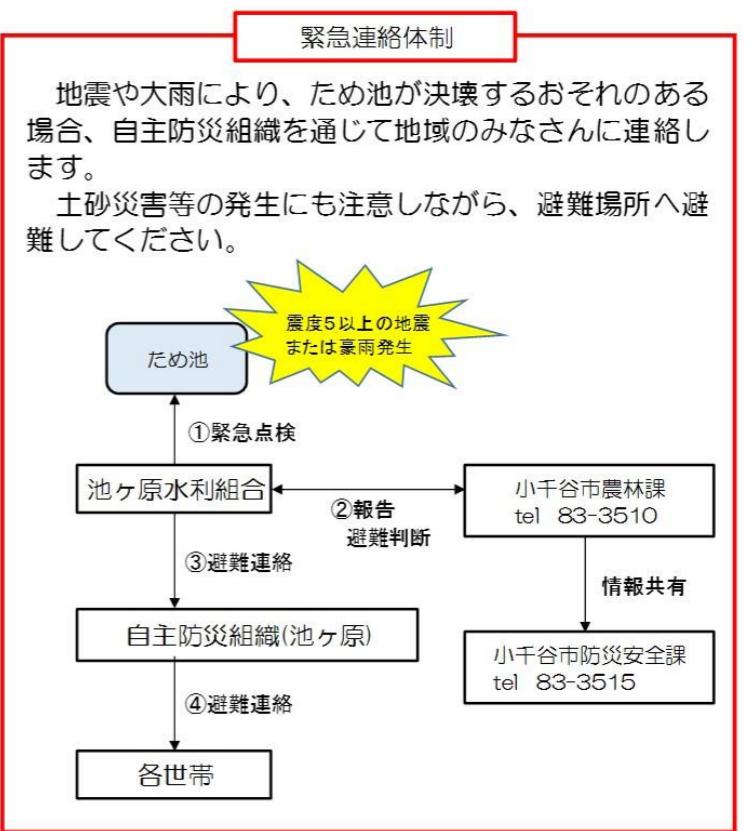 緊急連絡体制
　地震や大雨により、ため池が決壊するおそれのある
場合、自主防災組織を通じて地域のみなさんに連絡し
ます。
　土砂災害等の発生にも注意しながら、避難場所へ避
難してください。
震度5以上の地震
または豪雨発生
ため池
①緊急点検
池ヶ原水利組合
②報告
避難判断
小千谷市農林課
tel 83-3510
③避難連絡
情報共有
自主防災組織(池ヶ原)
小千谷市防災安全課
tel 83-3515
④避難連絡
各世帯